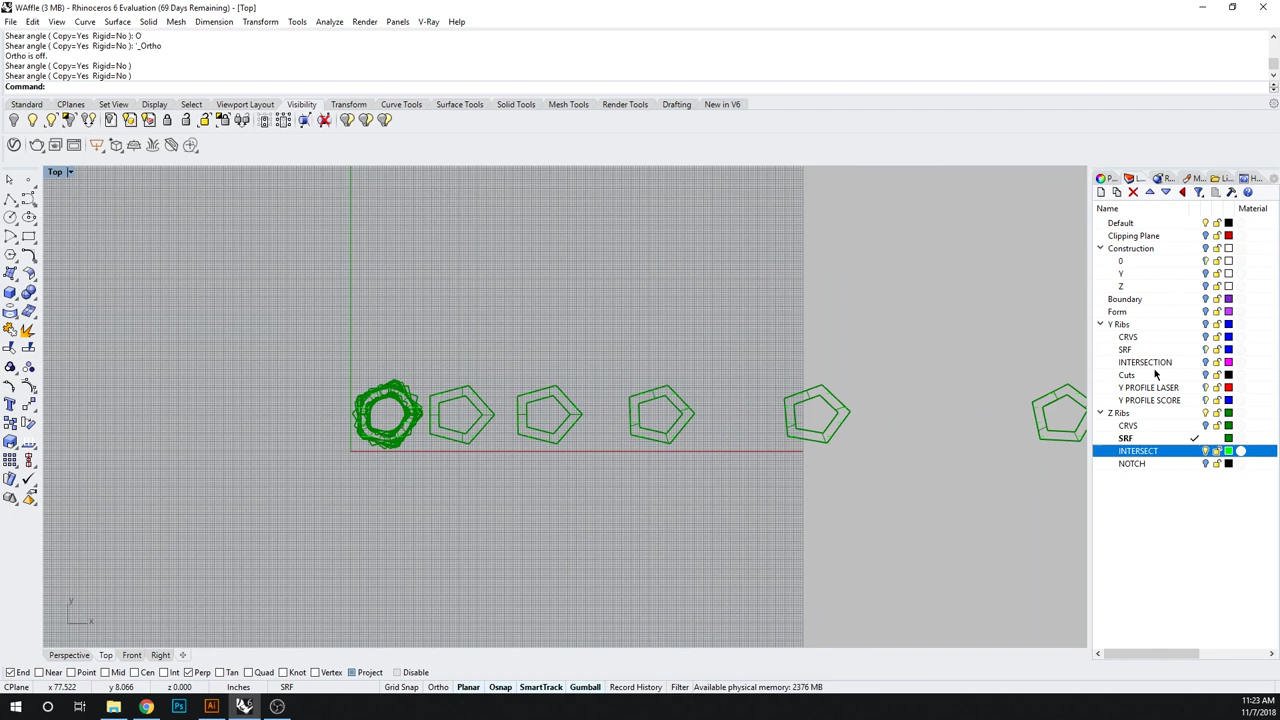 WAffle (3 MB) - Rhinoceros 6 Evaluation (69 Days Remaining) - [Top]
File Edit View Curve Surface Solid Mesh Dimension Transform Tools Analyze Render Panels V-Ray Help
Shear angle ( Copy=Yes Rigid=No ): O
Shear angle ( Copy=Yes Rigid=No ): '_Ortho
Ortho is off.
Shear angle ( Copy=Yes Rigid=No )
Shear angle ( Copy=Yes Rigid=No )
Command:
Standard CPlanes Set View Display Select Viewport Layout Visibility Transform Curve Tools Surface Tools Solid Tools Mesh Tools Render Tools Drafting New in V6
Top
P... L... R... M... Li... H...
Name Material
Default
Clipping Plane
Construction
0
Y
Z
Boundary
Form
Y Ribs
CRVS
SRF
INTERSECTION
Cuts
Y PROFILE LASER
Y PROFILE SCORE
Z Ribs
CRVS
SRF
INTERSECT
NOTCH
y
x
Perspective Top Front Right
End Near Point Mid Cen Int Perp Tan Quad Knot Vertex Project Disable
CPlane x 77.522 y 8.066 z 0.000 Inches SRF Grid Snap Ortho Planar Osnap SmartTrack Gumball Record History Filter Available physical memory: 2376 MB
Ps Ai
11:23 AM
11/7/2018